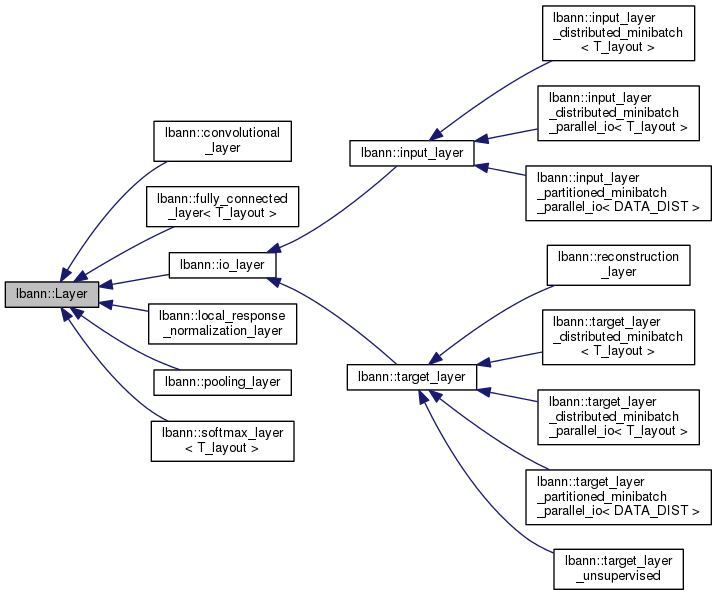 lbann::Layer
lbann::convolutional
_layer
lbann::fully_connected
_layer< T_layout >
lbann::io_layer
lbann::local_response
_normalization_layer
lbann::pooling_layer
lbann::softmax_layer
< T_layout >
lbann::input_layer
lbann::target_layer
lbann::input_layer
_distributed_minibatch
< T_layout >
lbann::input_layer
_distributed_minibatch
_parallel_io< T_layout >
lbann::input_layer
_partitioned_minibatch
_parallel_io< DATA_DIST >
lbann::reconstruction
_layer
lbann::target_layer
_distributed_minibatch
< T_layout >
lbann::target_layer
_distributed_minibatch
_parallel_io< T_layout >
lbann::target_layer
_partitioned_minibatch
_parallel_io< DATA_DIST >
lbann::target_layer
_unsupervised